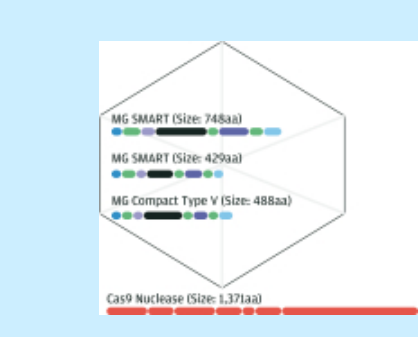 MG SMART (Size: 748aa)
MG SMART (Size: 429aa)
MG Compact Type V (Size: 488aa)
Cas9 Nuclease (Size: 1,371aa)